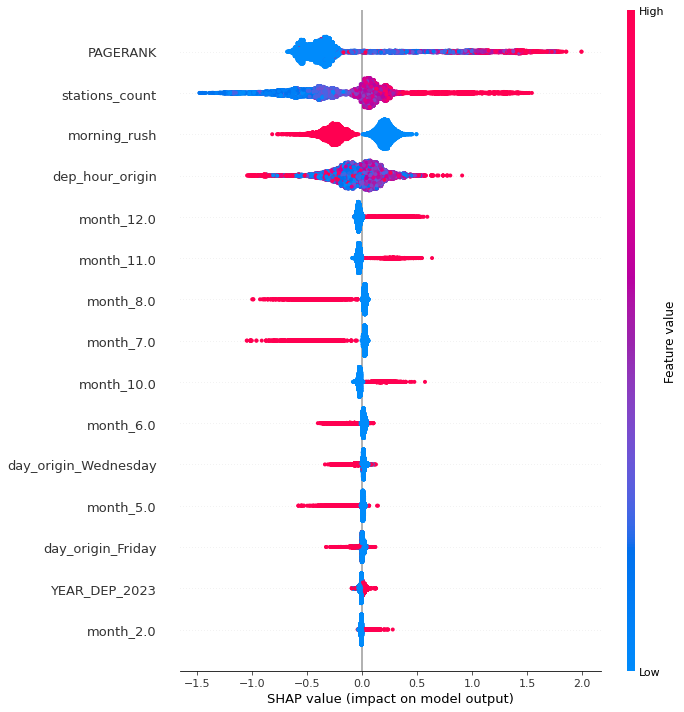 High
PAGERANK
stations_count
morning_rush
dep_hour_origin
month_12.0
month_11.0
month_8.0
month_7.0
month_10.0
month_6.0
day_origin_Wednesday
month_5.0
day_origin_Friday
YEAR_DEP_2023
month_2.0
Feature value
Low
−1.5 −1.0 −0.5 0.0 0.5 1.0 1.5 2.0
SHAP value (impact on model output)